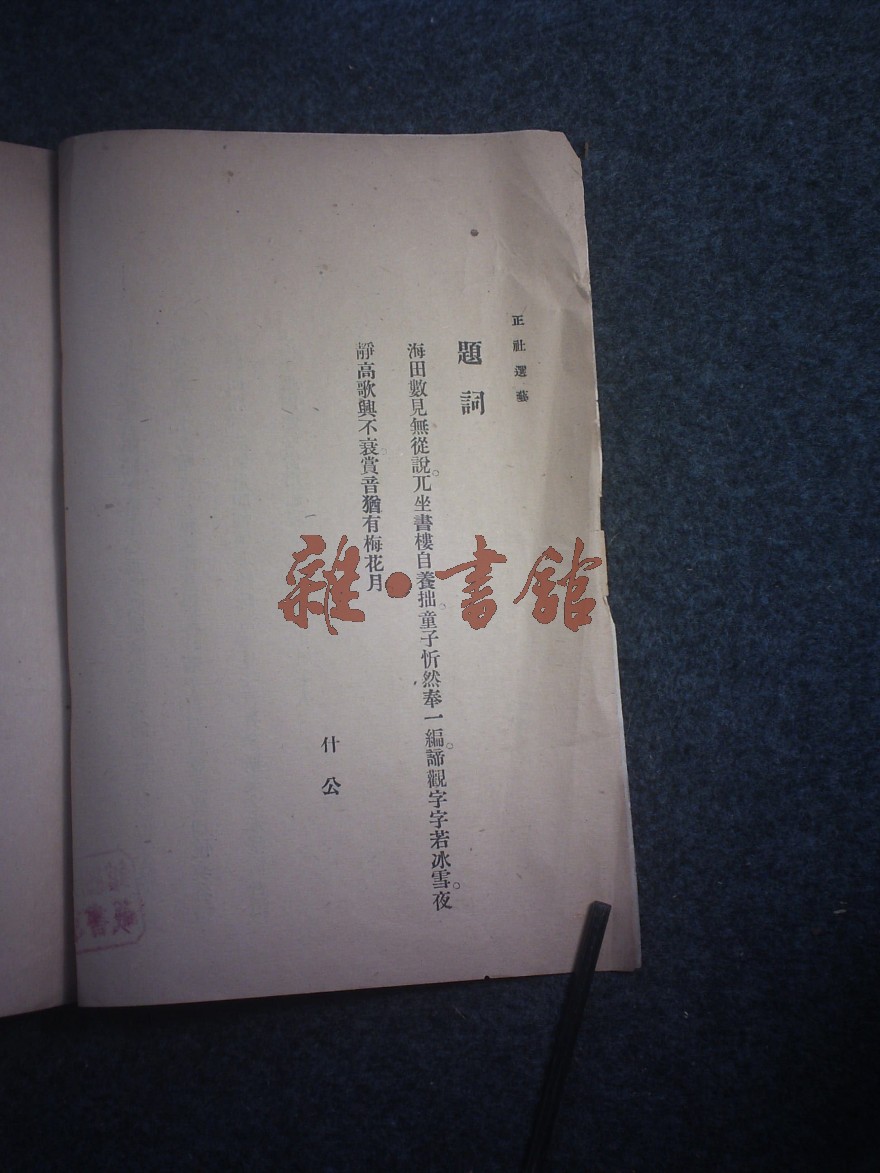 正社選藝
題詞
海田數見無從說。兀坐書樓自養拙。童子忻然奉一編。諦觀字字若冰雪。夜
靜高歌興不衰。賞音猶有梅花月
什公
雜·書館